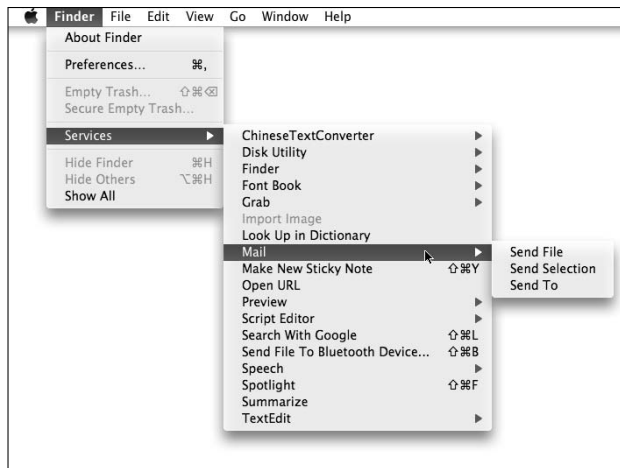 Finder File Edit View Go Window Help
About Finder
Preferences... ⌘,
Empty Trash... ⇧⌘⌫
Secure Empty Trash...
Services ▶
Hide Finder ⌘H
Hide Others ⌥⌘H
Show All
ChineseTextConverter ▶
Disk Utility ▶
Finder ▶
Font Book ▶
Grab ▶
Import Image
Look Up in Dictionary
Mail ▶
Make New Sticky Note ⇧⌘Y
Open URL
Preview ▶
Script Editor ▶
Search With Google ⇧⌘L
Send File To Bluetooth Device... ⇧⌘B
Speech ▶
Spotlight ⇧⌘F
Summarize
TextEdit ▶
Send File
Send Selection
Send To